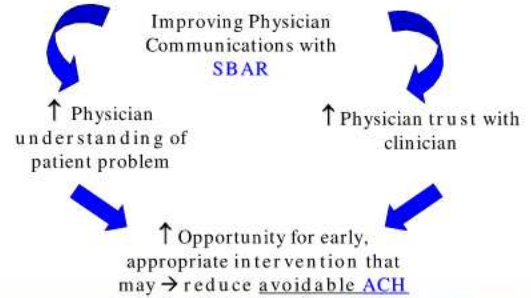 Improving Physician
Communications with
SBAR
↑ Physician
understanding of
patient problem
↑ Physician trust with
clinician
↑ Opportunity for early,
appropriate intervention that
may → reduce avoidable ACH